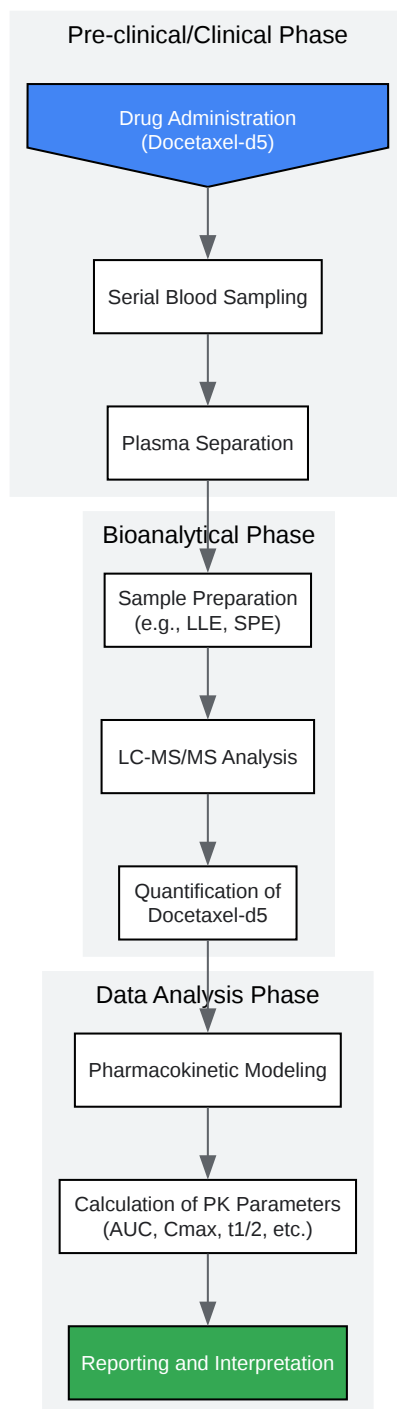 Pre-clinical/Clinical Phase
Drug Administration
(Docetaxel-d5)
Serial Blood Sampling
Plasma Separation
Bioanalytical Phase
Sample Preparation
(e.g., LLE, SPE)
LC-MS/MS Analysis
Quantification of
Docetaxel-d5
Data Analysis Phase
Pharmacokinetic Modeling
Calculation of PK Parameters
(AUC, Cmax, t1/2, etc.)
Reporting and Interpretation